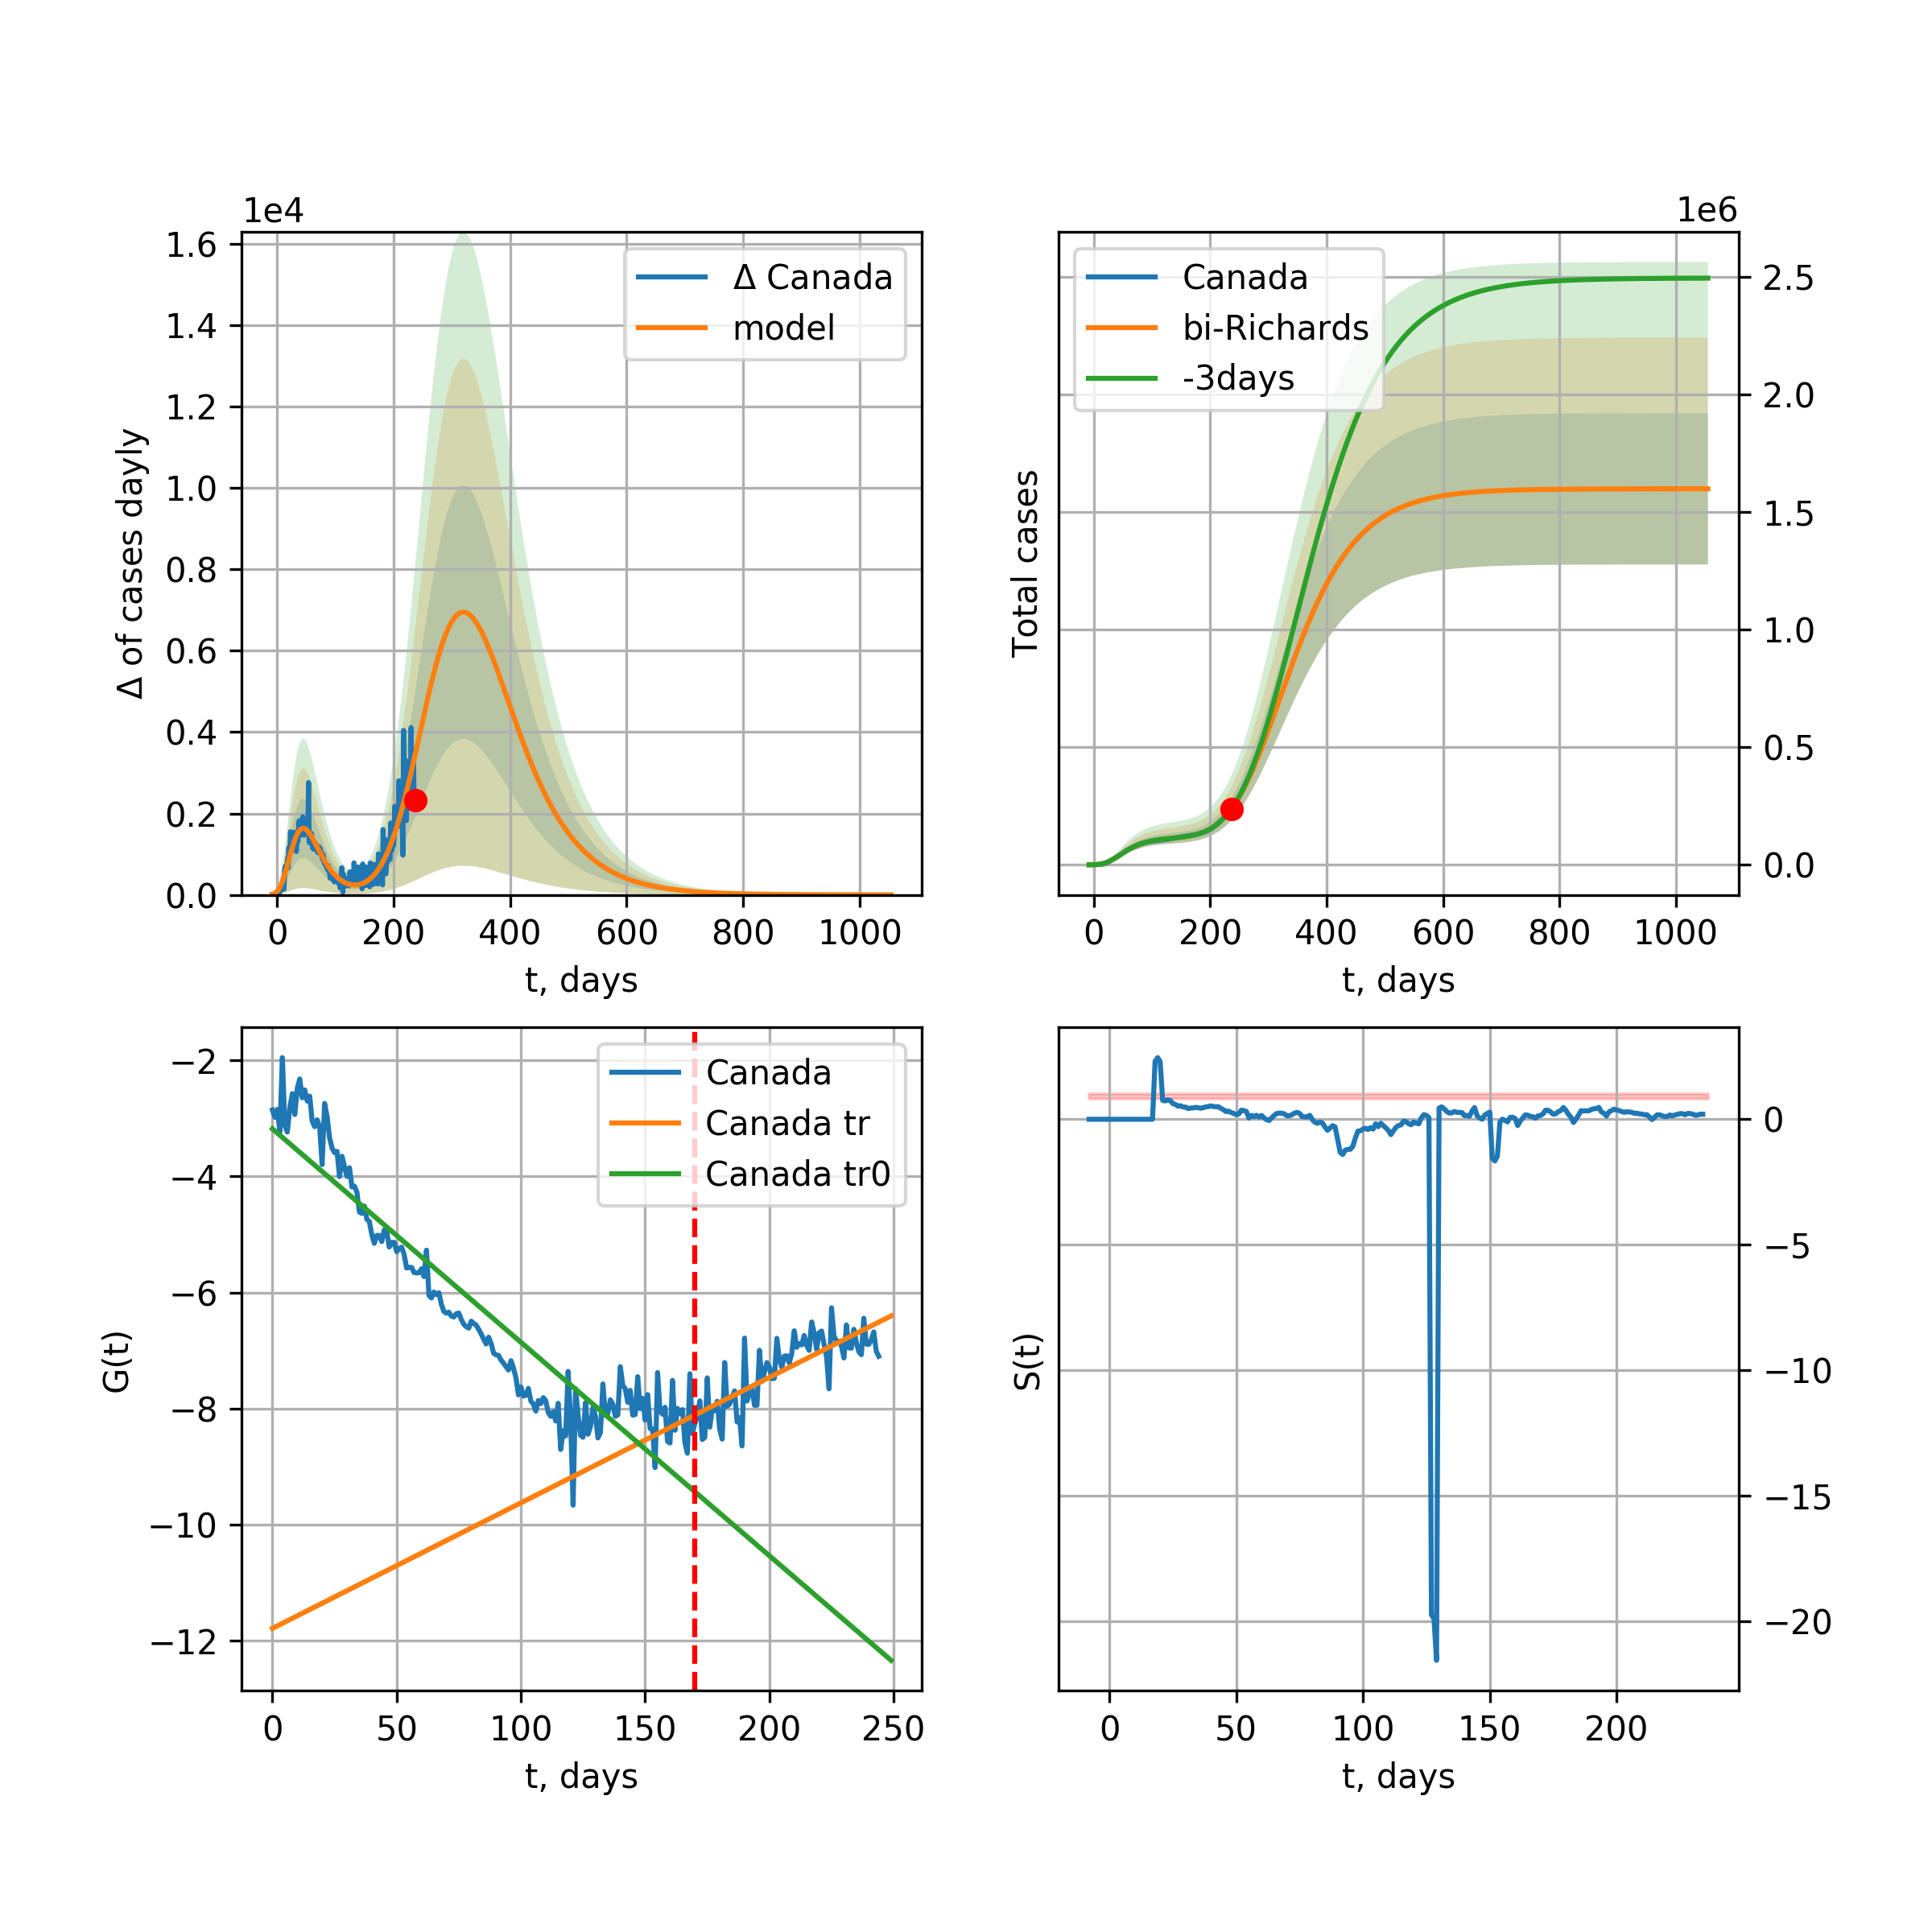 1e4
1.6
1.4
1.2
1.0
0.8
0.6
0.4
0.2
0.0
Δ of cases dayly
Δ Canada
model
0 200 400 600 800 1000
t, days
1e6
Canada
bi-Richards
-3days
Total cases
2.5
2.0
1.5
1.0
0.5
0.0
0 200 400 600 800 1000
t, days
−2
−4
−6
−8
−10
−12
G(t)
Canada
Canada tr
Canada tr0
0 50 100 150 200 250
t, days
S(t)
0
−5
−10
−15
−20
0 50 100 150 200
t, days